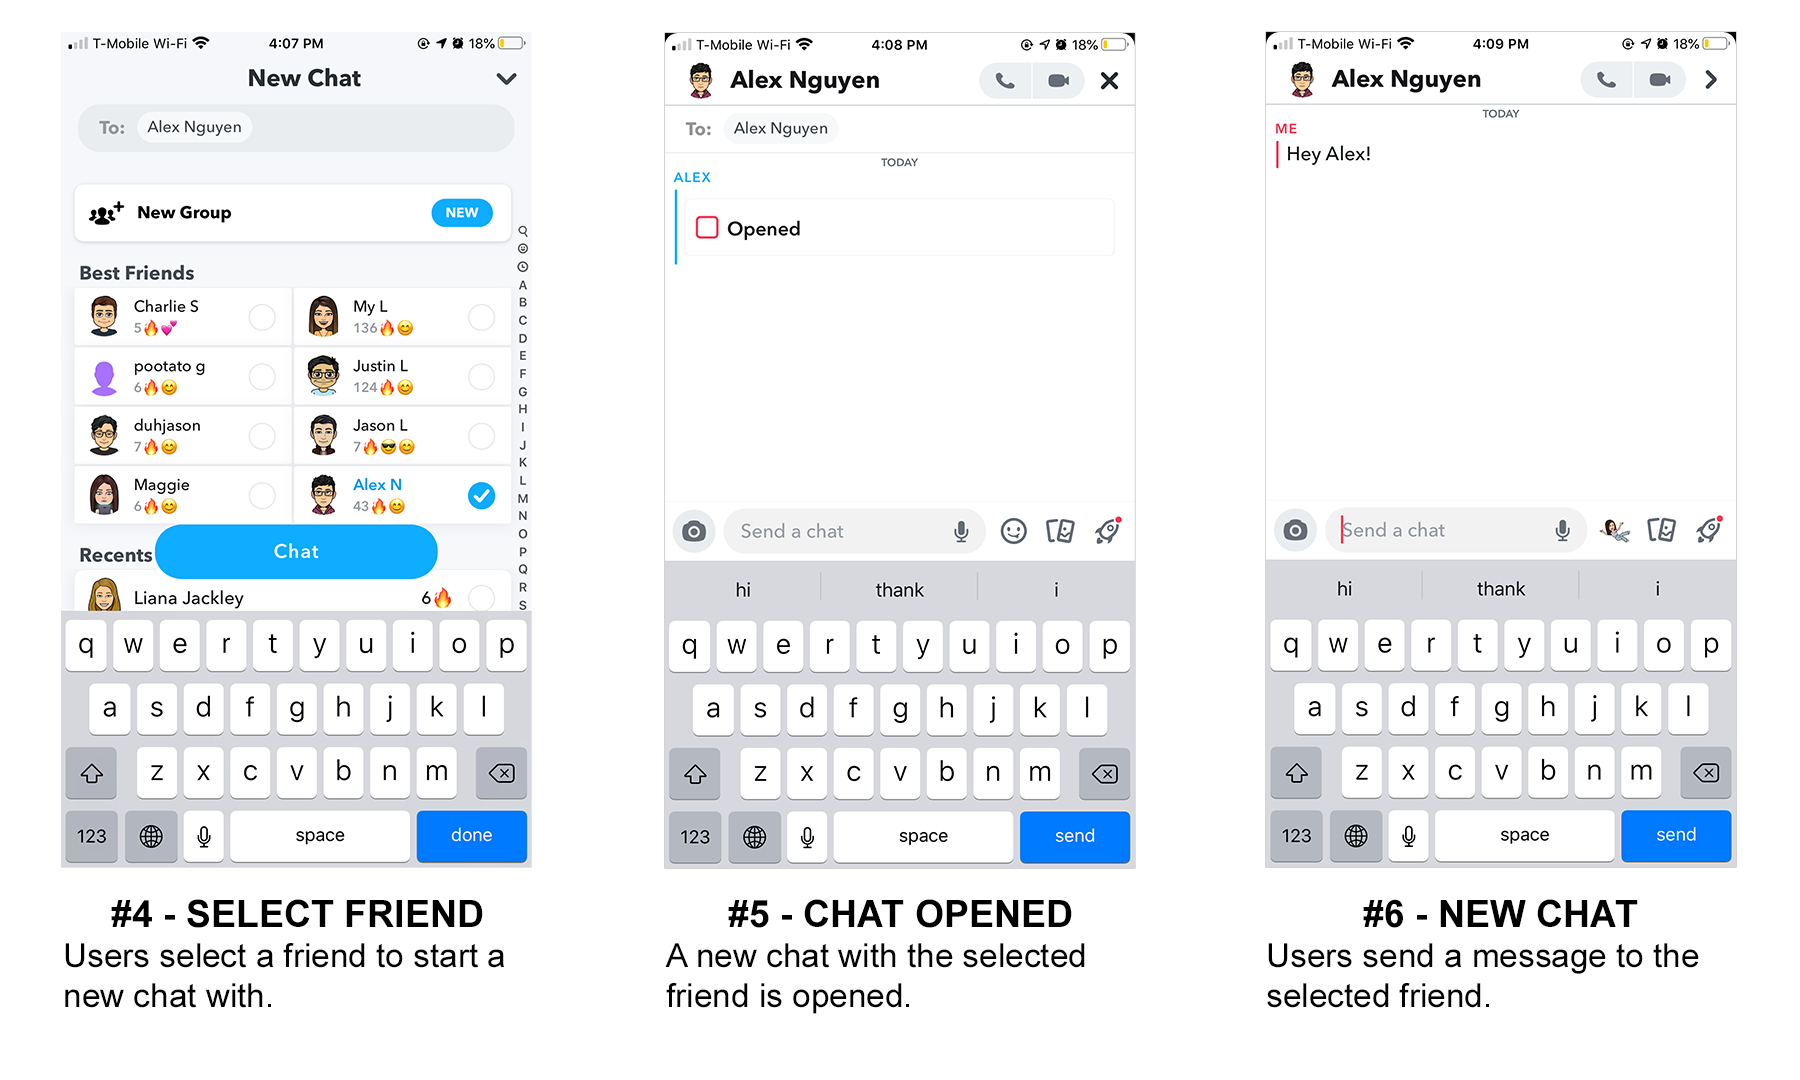 T-Mobile Wi-Fi 4:07 PM 18%
New Chat
To: Alex Nguyen
New Group NEW
Best Friends
Charlie S
5🔥💕
My L
136🔥😊
pootato g
6🔥😊
Justin L
124🔥😊
duhjason
7🔥😊
Jason L
7🔥😎😊
Maggie
6🔥😊
Alex N
43🔥😊
Recents
Chat
Liana Jackley 6🔥
A
B
C
D
E
F
G
H
I
J
K
L
M
N
O
P
Q
R
S
q w e r t y u i o p
a s d f g h j k l
z x c v b n m
123 space done
#4 - SELECT FRIEND
Users select a friend to start a
new chat with.
T-Mobile Wi-Fi 4:08 PM 18%
Alex Nguyen
To: Alex Nguyen
TODAY
ALEX
Opened
Send a chat
hi thank i
q w e r t y u i o p
a s d f g h j k l
z x c v b n m
123 space send
#5 - CHAT OPENED
A new chat with the selected
friend is opened.
T-Mobile Wi-Fi 4:09 PM 18%
Alex Nguyen
TODAY
ME
Hey Alex!
Send a chat
hi thank i
q w e r t y u i o p
a s d f g h j k l
z x c v b n m
123 space send
#6 - NEW CHAT
Users send a message to the
selected friend.